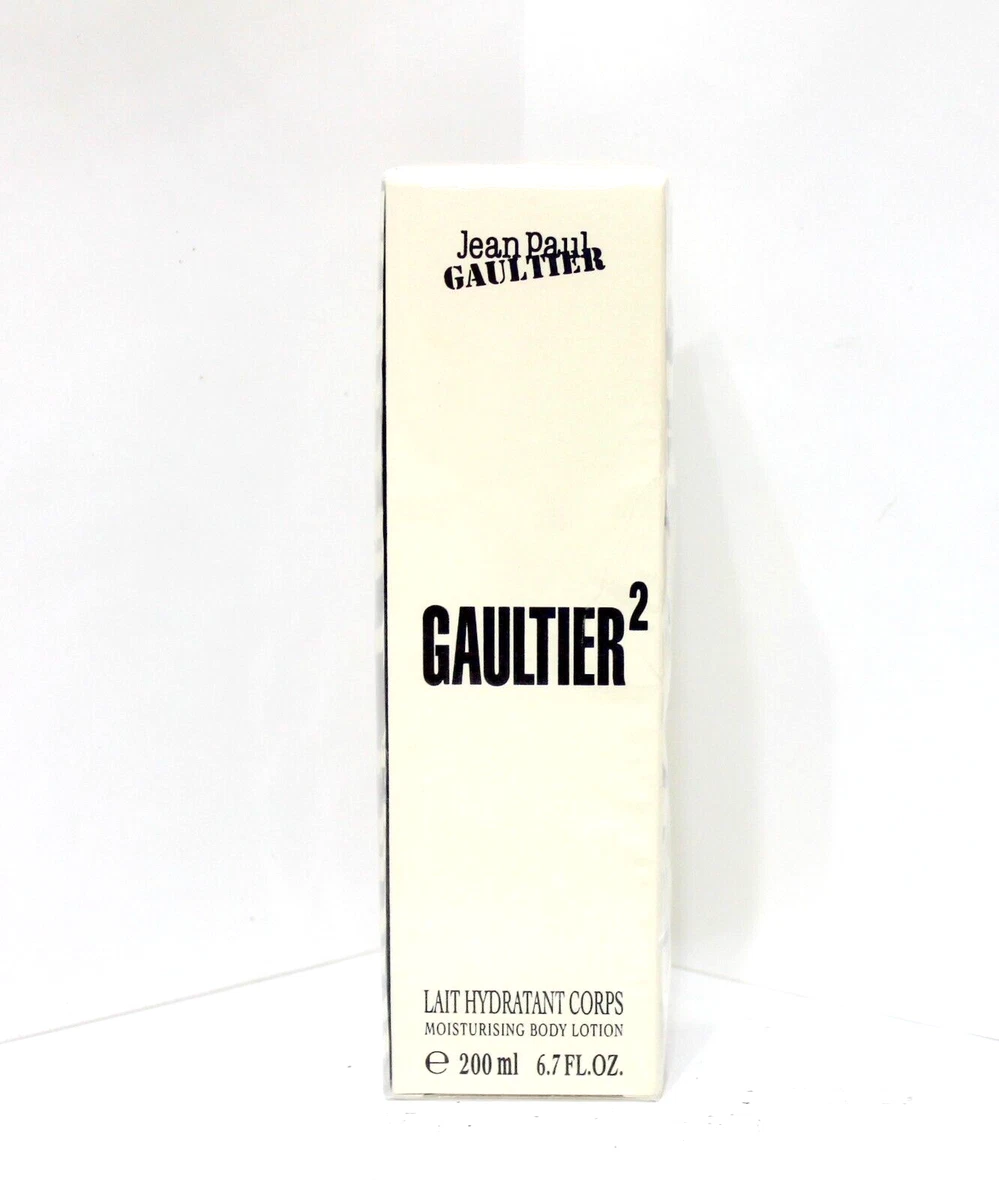 Jean Paul
GAULTIER
GAULTIER²
LAIT HYDRATANT CORPS
MOISTURISING BODY LOTION
℮ 200 ml 6.7 FL.OZ.